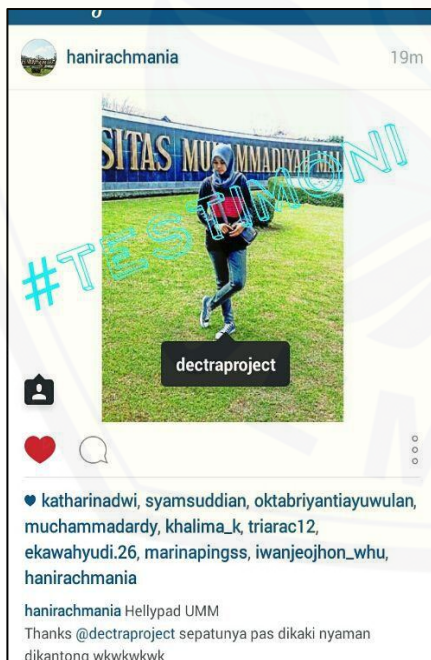 hanirachmania
19m
SITAS MUHAMMADIYAH MAL
#TESTIMONI
dectraproject
katharinadwi, syamsuddian, oktabriyantiayuwulan,
muchammadardy, khalima_k, triarac12,
ekawahyudi.26, marinapingss, iwanjeojhon_whu,
hanirachmania
hanirachmania Hellypad UMM
Thanks @dectraproject sepatunya pas dikaki nyaman
dikantong wkwkwkwk